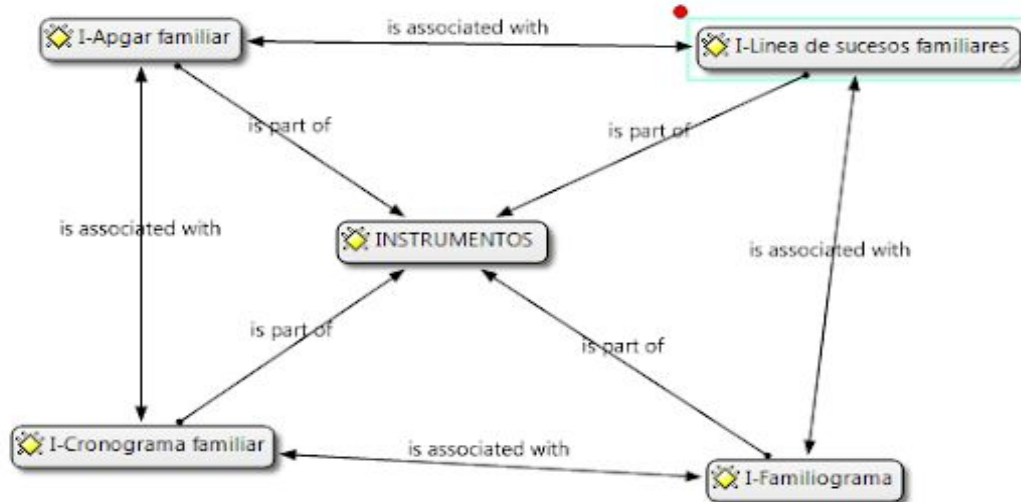 I-Apgar familiar
is associated with
I-Linea de sucesos familiares
is part of
is part of
is associated with
INSTRUMENTOS
is associated with
is part of
is part of
I-Cronograma familiar
is associated with
I-Familiograma